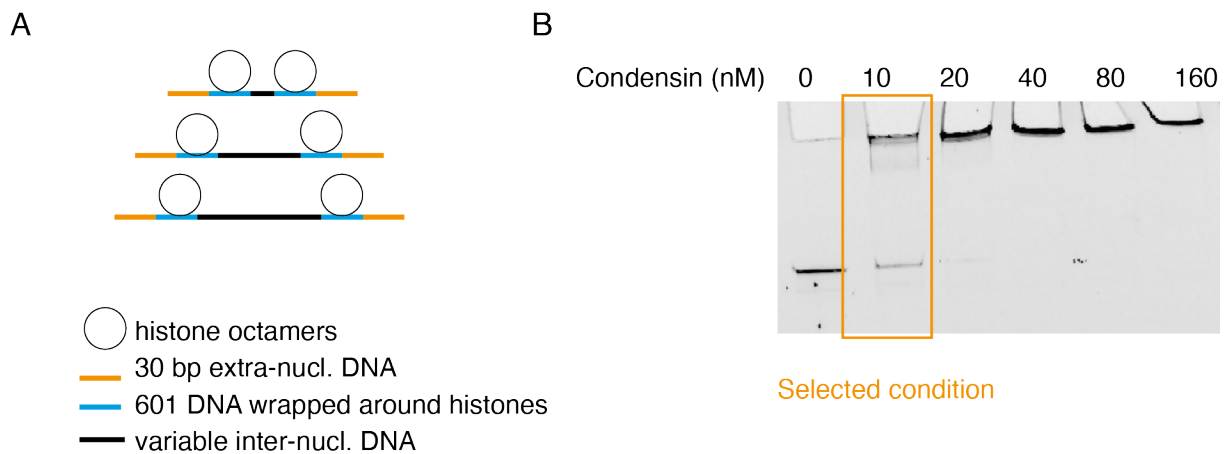 A
B
Condensin (nM) 0 10 20 40 80 160
histone octamers
30 bp extra-nucl. DNA
601 DNA wrapped around histones
variable inter-nucl. DNA
Selected condition